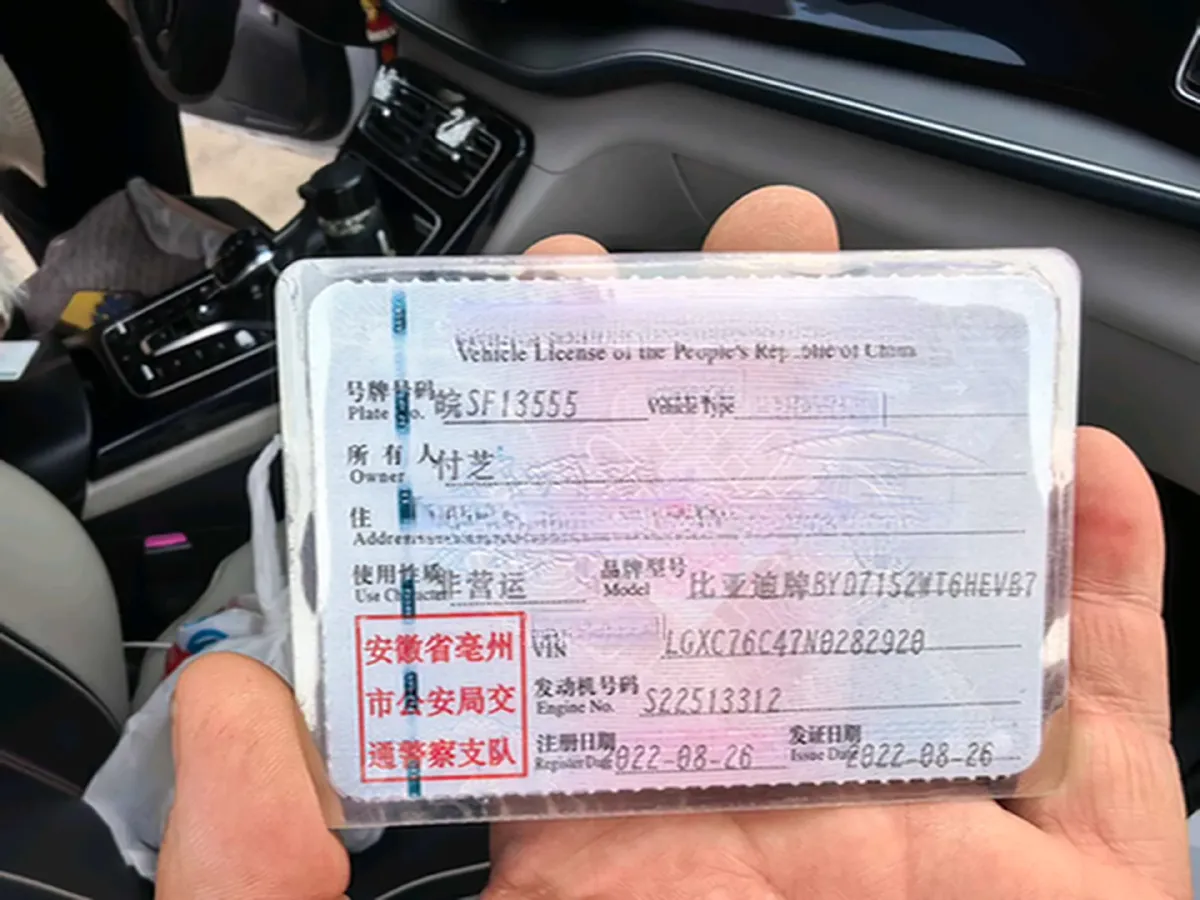 Vehicle License of the People's Rep
号牌号码 皖SF13555 Vehicle Type
Plate No.
所有人 付芝
Owner
住
Address
使用性质 非营运 品牌型号 比亚迪牌BYD7152WT6HEVB7
Use Character Model
安徽省亳州 VIN LGXC76C47N0282920
市公安局交 发动机号码 S22513312
Engine No.
通警察支队 注册日期 022-08-26 发证日期 2022-08-26
Register Date Issue Date